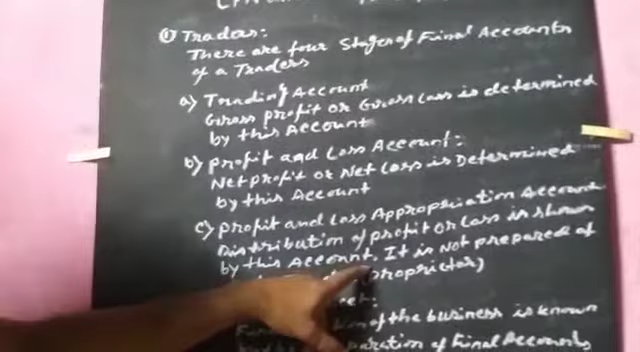 ① Traders:
There are four Stages of Final Accounts
of a Traders
a) Trading Account
Gross profit or Gross Loss is determined
by this Account
b) Profit and Loss Account:
Net profit or Net Loss is Determined
by this Account
c) Profit and Loss Appropriation Account
Distribution of profit or Loss is shown
by this Account. It is Not prepared of
proprietor)
of the business is known
of Final Accounts